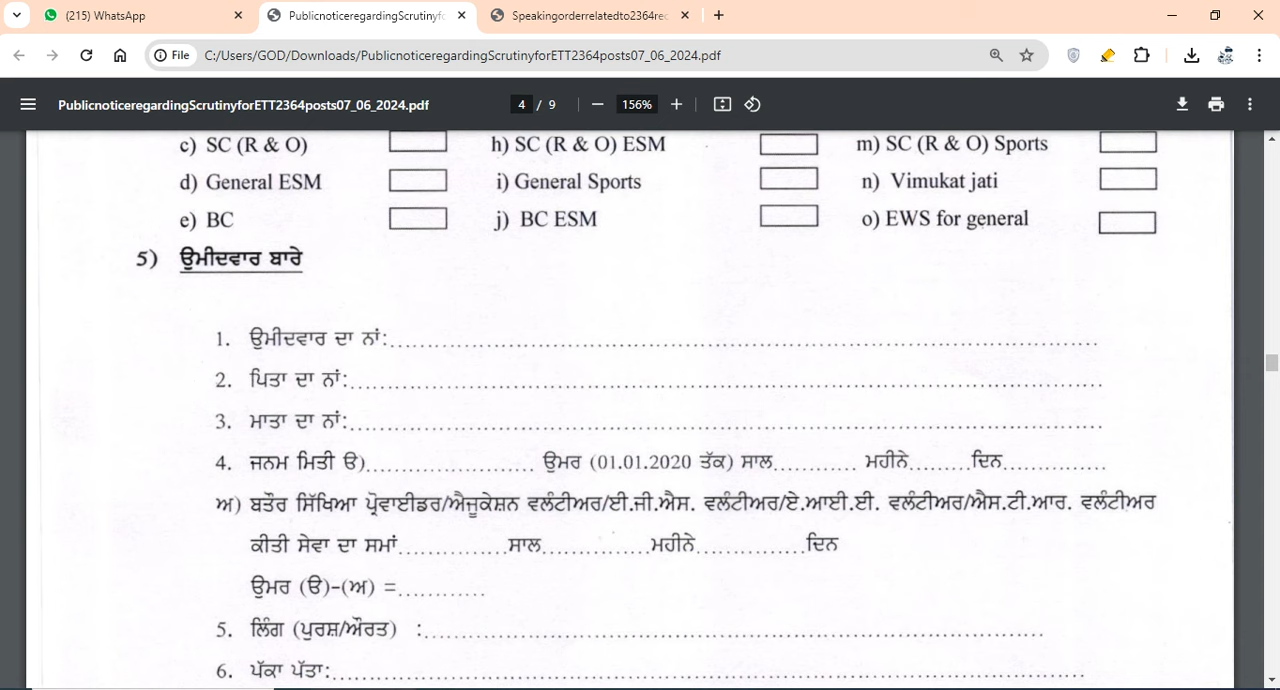 (215) WhatsApp
PublicnoticeregardingScrutinyfo
Speakingorderrelatedto2364rec
File C:/Users/GOD/Downloads/PublicnoticeregardingScrutinyforETT2364posts07_06_2024.pdf
PublicnoticeregardingScrutinyforETT2364posts07_06_2024.pdf 4 / 9 156%
c) SC (R & O) h) SC (R & O) ESM m) SC (R & O) Sports
d) General ESM i) General Sports n) Vimukat jati
e) BC j) BC ESM o) EWS for general
5) ਉਮੀਦਵਾਰ ਬਾਰੇ
1. ਉਮੀਦਵਾਰ ਦਾ ਨਾਂ:
2. ਪਿਤਾ ਦਾ ਨਾਂ:
3. ਮਾਤਾ ਦਾ ਨਾਂ:
4. ਜਨਮ ਮਿਤੀ ੳ) ਉਮਰ (01.01.2020 ਤੱਕ) ਸਾਲ ਮਹੀਨੇ ਦਿਨ
ਅ) ਬਤੌਰ ਸਿੱਖਿਆ ਪ੍ਰੋਵਾਈਡਰ/ਐਜੂਕੇਸ਼ਨ ਵਲੰਟੀਅਰ/ਈ.ਜੀ.ਐਸ. ਵਲੰਟੀਅਰ/ਏ.ਆਈ.ਈ. ਵਲੰਟੀਅਰ/ਐਸ.ਟੀ.ਆਰ. ਵਲੰਟੀਅਰ
ਕੀਤੀ ਸੇਵਾ ਦਾ ਸਮਾਂ ਸਾਲ ਮਹੀਨੇ ਦਿਨ
ਉਮਰ (ੳ)-(ਅ) =
5. ਲਿੰਗ (ਪੁਰਸ਼/ਔਰਤ) :
6. ਪੱਕਾ ਪੱਤਾ: